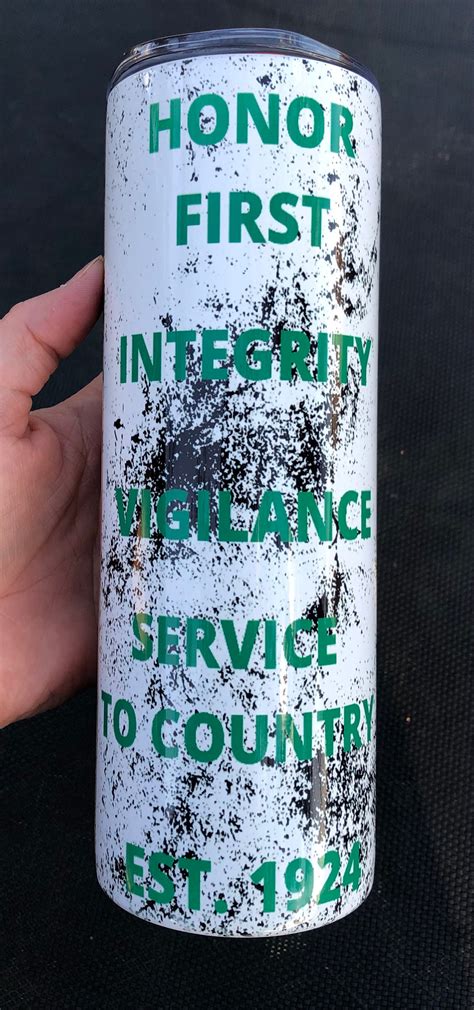 HONOR
FIRST
INTEGRITY
VIGILANCE
SERVICE
TO COUNTRY
EST. 1924